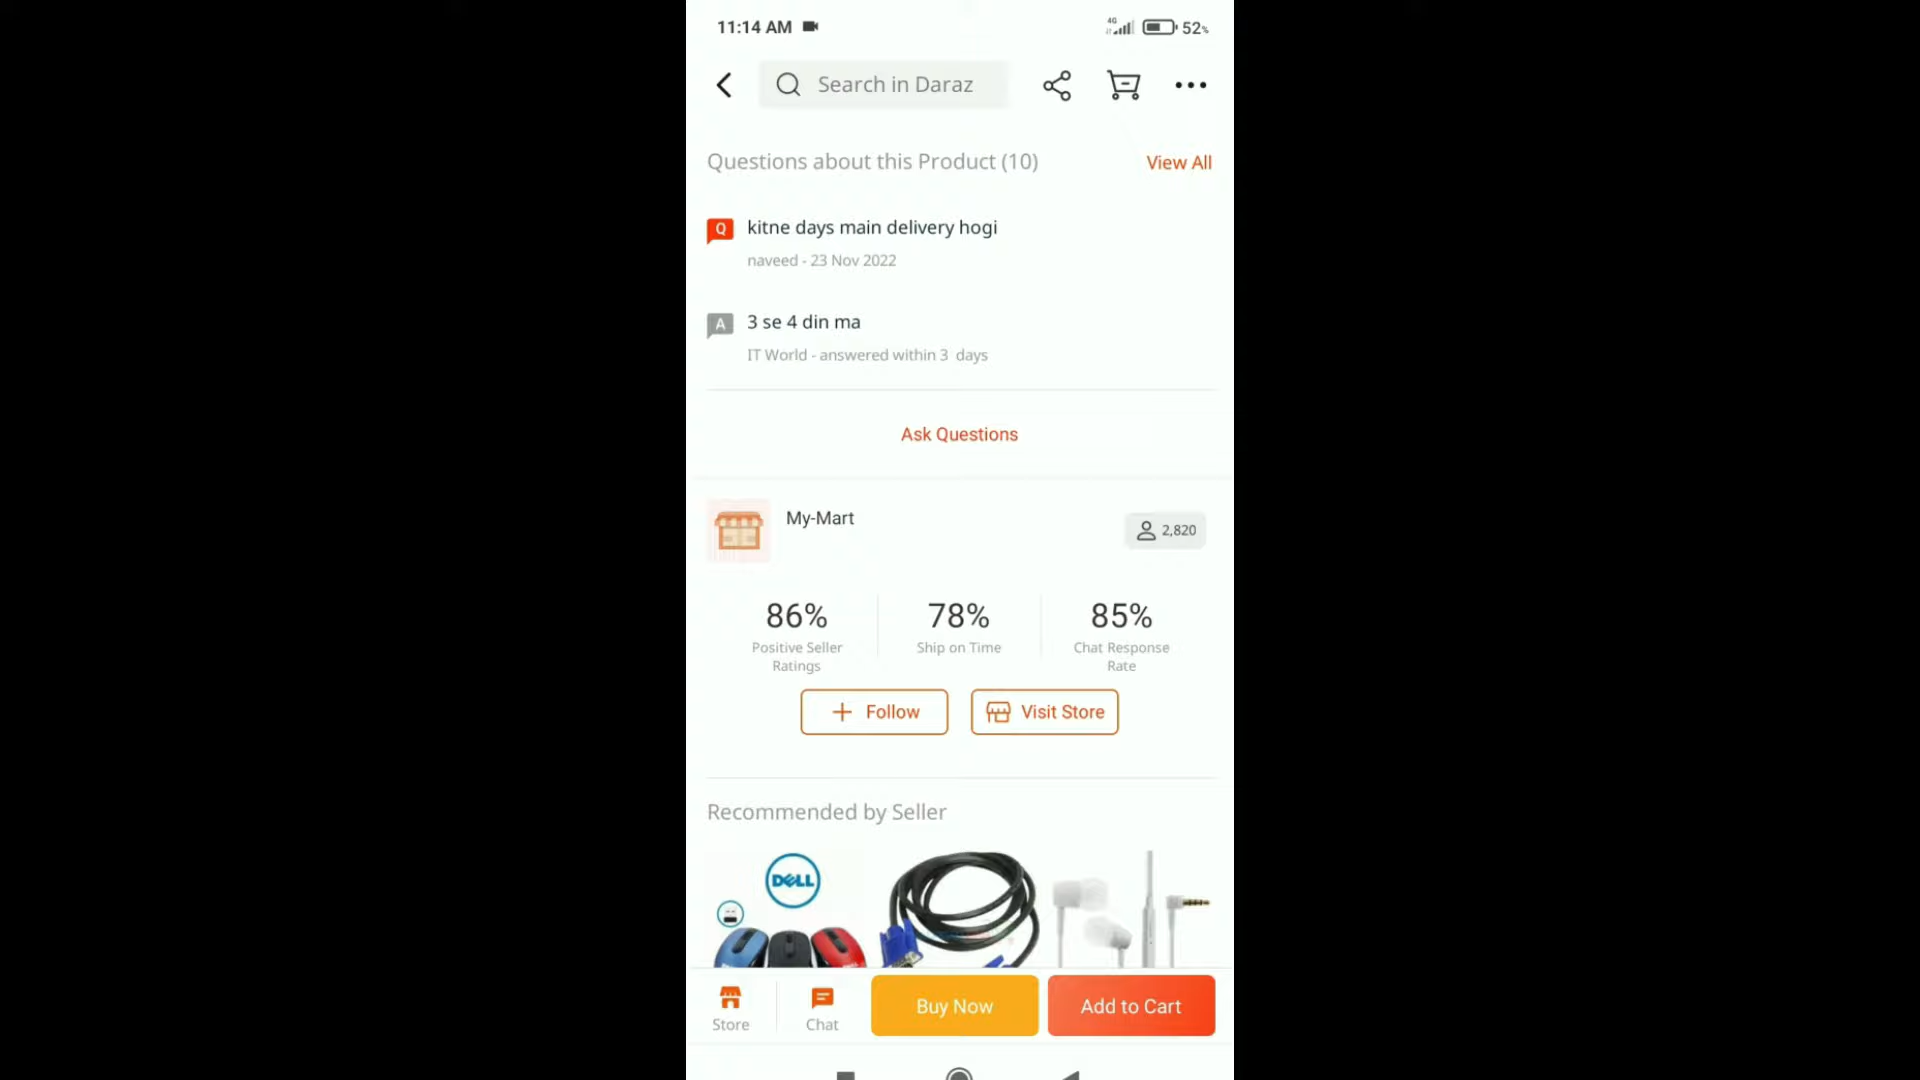 11:14 AM
4G
52%
Search in Daraz
Questions about this Product (10)
View All
Q
kitne days main delivery hogi
naveed - 23 Nov 2022
A
3 se 4 din ma
IT World - answered within 3 days
Ask Questions
My-Mart
2,820
86%
78%
85%
Positive Seller
Ratings
Ship on Time
Chat Response
Rate
Follow
Visit Store
Recommended by Seller
DELL
Store
Chat
Buy Now
Add to Cart